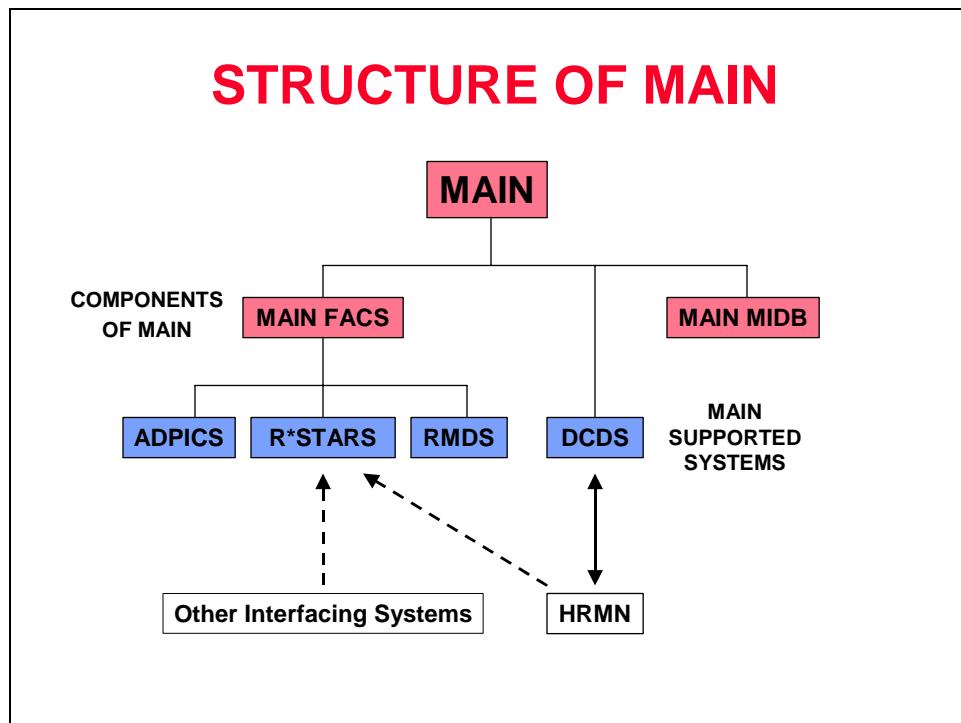 STRUCTURE OF MAIN
MAIN
COMPONENTS
OF MAIN
MAIN FACS
MAIN MIDB
ADPICS
R*STARS
RMDS
DCDS
MAIN
SUPPORTED
SYSTEMS
Other Interfacing Systems
HRMN